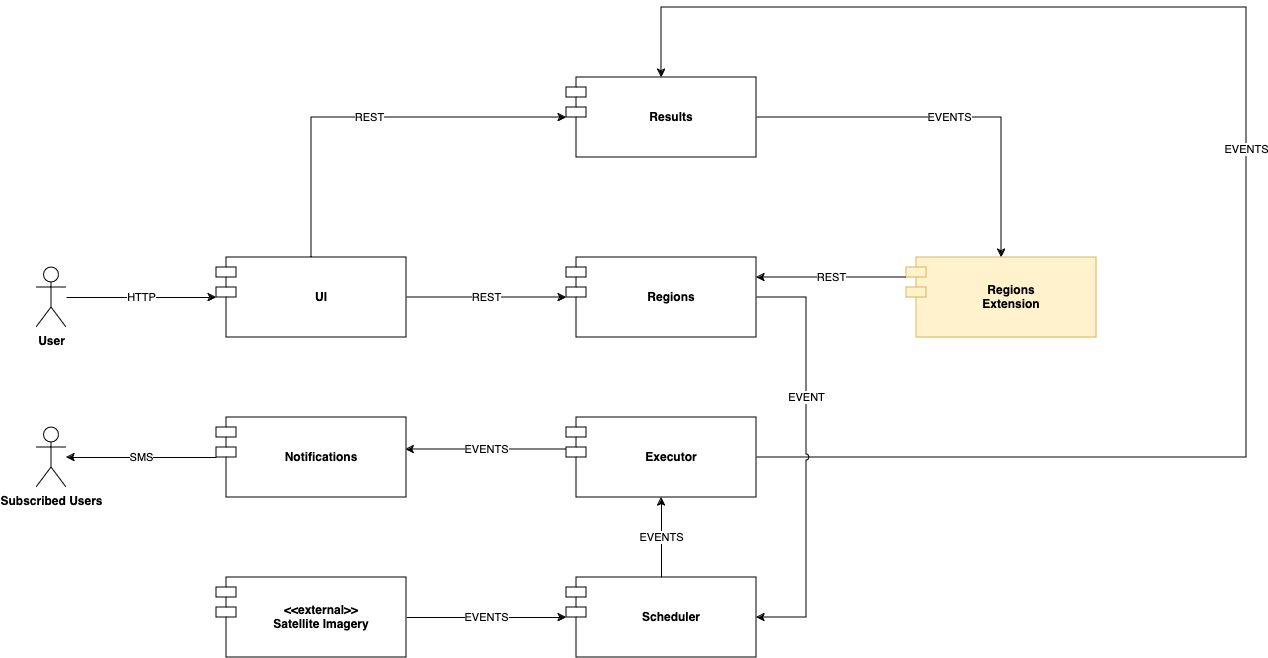 EVENTS
REST
Results
EVENTS
HTTP
UI
REST
Regions
REST
Regions
Extension
User
EVENT
SMS
Notifications
EVENTS
Executor
Subscribed Users
EVENTS
<<external>>
Satellite Imagery
EVENTS
Scheduler